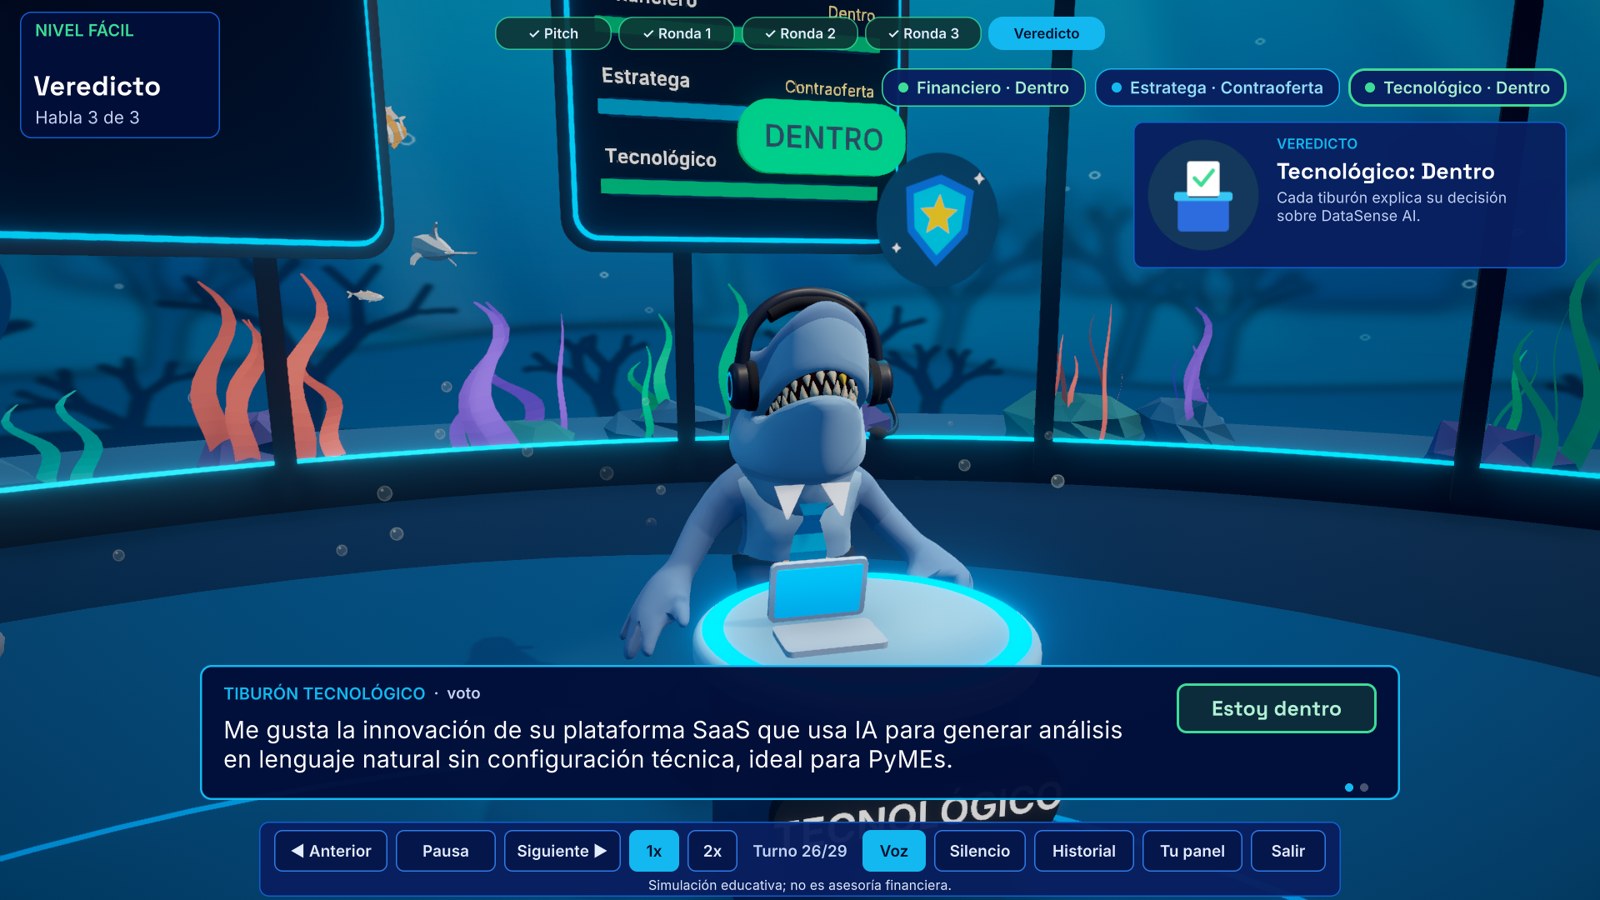 NIVEL FÁCIL
Veredicto
Habla 3 de 3
✓ Pitch
✓ Ronda 1
✓ Ronda 2
✓ Ronda 3
Veredicto
Financiero · Dentro
Estratega · Contraoferta
Tecnológico · Dentro
Dentro
Estratega
Contraoferta
Tecnológico
DENTRO
VEREDICTO
Tecnológico: Dentro
Cada tiburón explica su decisión
sobre DataSense AI.
TIBURÓN TECNOLÓGICO · voto
Me gusta la innovación de su plataforma SaaS que usa IA para generar análisis
en lenguaje natural sin configuración técnica, ideal para PyMEs.
Estoy dentro
TECNOLÓGICO
◀ Anterior
Pausa
Siguiente ▶
1x
2x
Turno 26/29
Voz
Silencio
Historial
Tu panel
Salir
Simulación educativa; no es asesoría financiera.